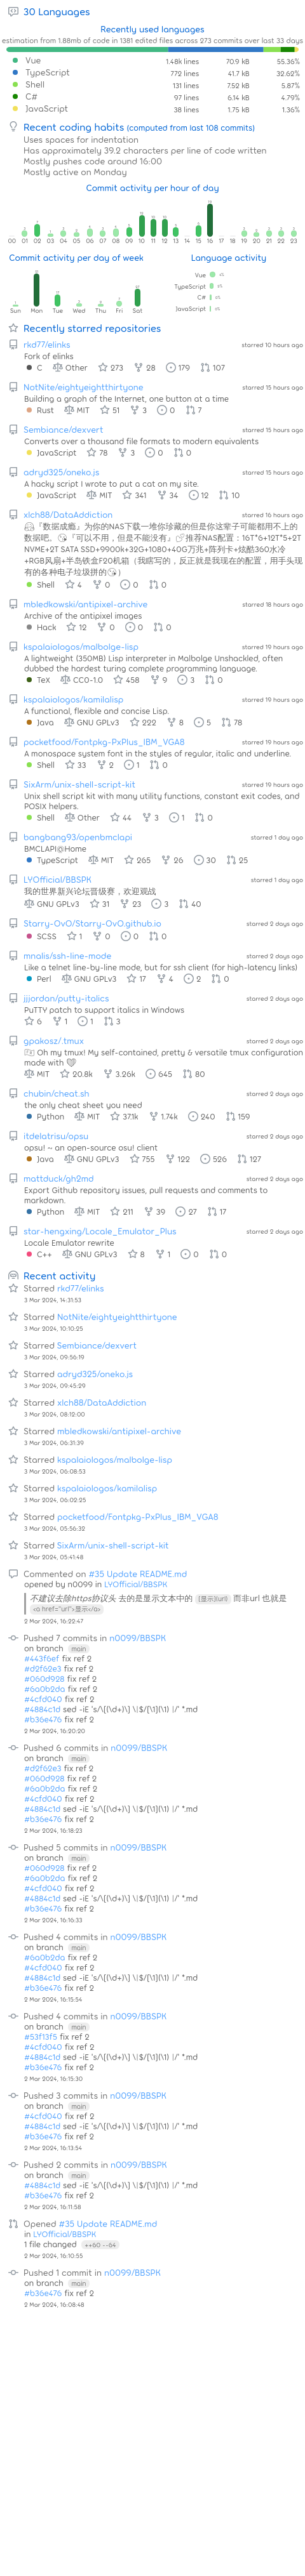 30 Languages
Recently used languages
estimation from 1.88mb of code in 1381 edited files across 273 commits over last 33 days
Vue 1.48k lines 70.9 kB 55.36%
TypeScript 772 lines 41.7 kB 32.62%
Shell 131 lines 7.52 kB 5.87%
C# 97 lines 6.14 kB 4.79%
JavaScript 38 lines 1.75 kB 1.36%
Recent coding habits (computed from last 108 commits)
Uses spaces for indentation
Has approximately 39.2 characters per line of code written
Mostly pushes code around 16:00
Mostly active on Monday
Commit activity per hour of day
00 01 02 03 04 05 06 07 08 09 10 11 12 13 14 15 16 17 18 19 20 21 22 23
Commit activity per day of week
Language activity
Vue
TypeScript
C#
JavaScript
Sun Mon Tue Wed Thu Fri Sat
Recently starred repositories
rkd77/elinks starred 10 hours ago
Fork of elinks
C Other 273 28 179 107
NotNite/eightyeightthirtyone starred 15 hours ago
Building a graph of the Internet, one button at a time
Rust MIT 51 3 0 7
Sembiance/dexvert starred 15 hours ago
Converts over a thousand file formats to modern equivalents
JavaScript 78 3 0 0
adryd325/oneko.js starred 15 hours ago
A hacky script I wrote to put a cat on my site.
JavaScript MIT 341 34 12 10
xlch88/DataAddiction starred 16 hours ago
🤖『数据成瘾』为你的NAS下载一堆你珍藏的但是你这辈子可能都用不上的
数据吧。😘『可以不用，但是不能没有』✅推荐NAS配置：16T*6+12T*5+2T
NVME+2T SATA SSD+9900k+32G+1080+40G万兆+阵列卡+炫酷360水冷
+RGB风扇+半岛铁盒F20机箱（我瞎写的，反正就是我现在的配置，用手头现
有的各种电子垃圾拼的😘）
Shell 4 0 0 0
mbledkowski/antipixel-archive starred 18 hours ago
Archive of the antipixel images
Hack 12 0 0 0
kspalaiologos/malbolge-lisp starred 19 hours ago
A lightweight (350MB) Lisp interpreter in Malbolge Unshackled, often
dubbed the hardest turing complete programming language.
TeX CC0-1.0 458 9 3 0
kspalaiologos/kamilalisp starred 19 hours ago
A functional, flexible and concise Lisp.
Java GNU GPLv3 222 8 5 78
pocketfood/Fontpkg-PxPlus_IBM_VGA8 starred 19 hours ago
A monospace system font in the styles of regular, italic and underline.
Shell 33 2 1 0
SixArm/unix-shell-script-kit starred 19 hours ago
Unix shell script kit with many utility functions, constant exit codes, and
POSIX helpers.
Shell Other 44 3 1 0
bangbang93/openbmclapi starred 1 day ago
BMCLAPI@Home
TypeScript MIT 265 26 30 25
LYOfficial/BBSPK starred 1 day ago
我的世界新兴论坛晋级赛，欢迎观战
GNU GPLv3 31 23 3 40
Starry-OvO/Starry-OvO.github.io starred 2 days ago
SCSS 1 0 0 0
mnalis/ssh-line-mode starred 2 days ago
Like a telnet line-by-line mode, but for ssh client (for high-latency links)
Perl GNU GPLv3 17 4 2 0
jjjordan/putty-italics starred 2 days ago
PuTTY patch to support italics in Windows
6 1 1 3
gpakosz/.tmux starred 2 days ago
🇫🇷 Oh my tmux! My self-contained, pretty & versatile tmux configuration
made with ❤️
MIT 20.8k 3.26k 645 80
chubin/cheat.sh starred 2 days ago
the only cheat sheet you need
Python MIT 37.1k 1.74k 240 159
itdelatrisu/opsu starred 2 days ago
opsu! ~ an open-source osu! client
Java GNU GPLv3 755 122 526 127
mattduck/gh2md starred 2 days ago
Export Github repository issues, pull requests and comments to
markdown.
Python MIT 211 39 27 17
star-hengxing/Locale_Emulator_Plus starred 2 days ago
Locale Emulator rewrite
C++ GNU GPLv3 8 1 0 0
Recent activity
Starred rkd77/elinks
3 Mar 2024, 14:31:53
Starred NotNite/eightyeightthirtyone
3 Mar 2024, 10:10:25
Starred Sembiance/dexvert
3 Mar 2024, 09:56:19
Starred adryd325/oneko.js
3 Mar 2024, 09:45:29
Starred xlch88/DataAddiction
3 Mar 2024, 08:12:00
Starred mbledkowski/antipixel-archive
3 Mar 2024, 06:31:39
Starred kspalaiologos/malbolge-lisp
3 Mar 2024, 06:08:53
Starred kspalaiologos/kamilalisp
3 Mar 2024, 06:02:25
Starred pocketfood/Fontpkg-PxPlus_IBM_VGA8
3 Mar 2024, 05:56:32
Starred SixArm/unix-shell-script-kit
3 Mar 2024, 05:41:48
Commented on #35 Update README.md
opened by n0099 in LYOfficial/BBSPK
不建议去除https协议头 去的是显示文本中的 [显示](url) 而非url 也就是
<a href="url">显示</a>
2 Mar 2024, 16:22:47
Pushed 7 commits in n0099/BBSPK
on branch main
#443f6ef fix ref 2
#d2f62e3 fix ref 2
#060d928 fix ref 2
#6a0b2da fix ref 2
#4cfd040 fix ref 2
#4884c1d sed -iE 's/\[(\d+)\] \|$/[\1](\1) |/' *.md
#b36e476 fix ref 2
2 Mar 2024, 16:20:20
Pushed 6 commits in n0099/BBSPK
on branch main
#d2f62e3 fix ref 2
#060d928 fix ref 2
#6a0b2da fix ref 2
#4cfd040 fix ref 2
#4884c1d sed -iE 's/\[(\d+)\] \|$/[\1](\1) |/' *.md
#b36e476 fix ref 2
2 Mar 2024, 16:18:23
Pushed 5 commits in n0099/BBSPK
on branch main
#060d928 fix ref 2
#6a0b2da fix ref 2
#4cfd040 fix ref 2
#4884c1d sed -iE 's/\[(\d+)\] \|$/[\1](\1) |/' *.md
#b36e476 fix ref 2
2 Mar 2024, 16:16:33
Pushed 4 commits in n0099/BBSPK
on branch main
#6a0b2da fix ref 2
#4cfd040 fix ref 2
#4884c1d sed -iE 's/\[(\d+)\] \|$/[\1](\1) |/' *.md
#b36e476 fix ref 2
2 Mar 2024, 16:15:54
Pushed 4 commits in n0099/BBSPK
on branch main
#53f13f5 fix ref 2
#4cfd040 fix ref 2
#4884c1d sed -iE 's/\[(\d+)\] \|$/[\1](\1) |/' *.md
#b36e476 fix ref 2
2 Mar 2024, 16:15:30
Pushed 3 commits in n0099/BBSPK
on branch main
#4cfd040 fix ref 2
#4884c1d sed -iE 's/\[(\d+)\] \|$/[\1](\1) |/' *.md
#b36e476 fix ref 2
2 Mar 2024, 16:13:54
Pushed 2 commits in n0099/BBSPK
on branch main
#4884c1d sed -iE 's/\[(\d+)\] \|$/[\1](\1) |/' *.md
#b36e476 fix ref 2
2 Mar 2024, 16:11:58
Opened #35 Update README.md
in LYOfficial/BBSPK
1 file changed ++60 --64
2 Mar 2024, 16:10:55
Pushed 1 commit in n0099/BBSPK
on branch main
#b36e476 fix ref 2
2 Mar 2024, 16:08:48